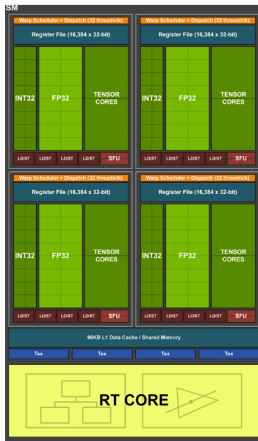 SM
Warp Scheduler + Dispatch (32 thread/clk)
Warp Scheduler + Dispatch (32 thread/clk)
Register File (16,384 x 32-bit)
Register File (16,384 x 32-bit)
INT32 FP32 TENSOR CORES
INT32 FP32 TENSOR CORES
LD/ST LD/ST LD/ST LD/ST SFU
LD/ST LD/ST LD/ST LD/ST SFU
Warp Scheduler + Dispatch (32 thread/clk)
Warp Scheduler + Dispatch (32 thread/clk)
Register File (16,384 x 32-bit)
Register File (16,384 x 32-bit)
INT32 FP32 TENSOR CORES
INT32 FP32 TENSOR CORES
LD/ST LD/ST LD/ST LD/ST SFU
LD/ST LD/ST LD/ST LD/ST SFU
96KB L1 Data Cache / Shared Memory
Tex Tex Tex Tex
RT CORE